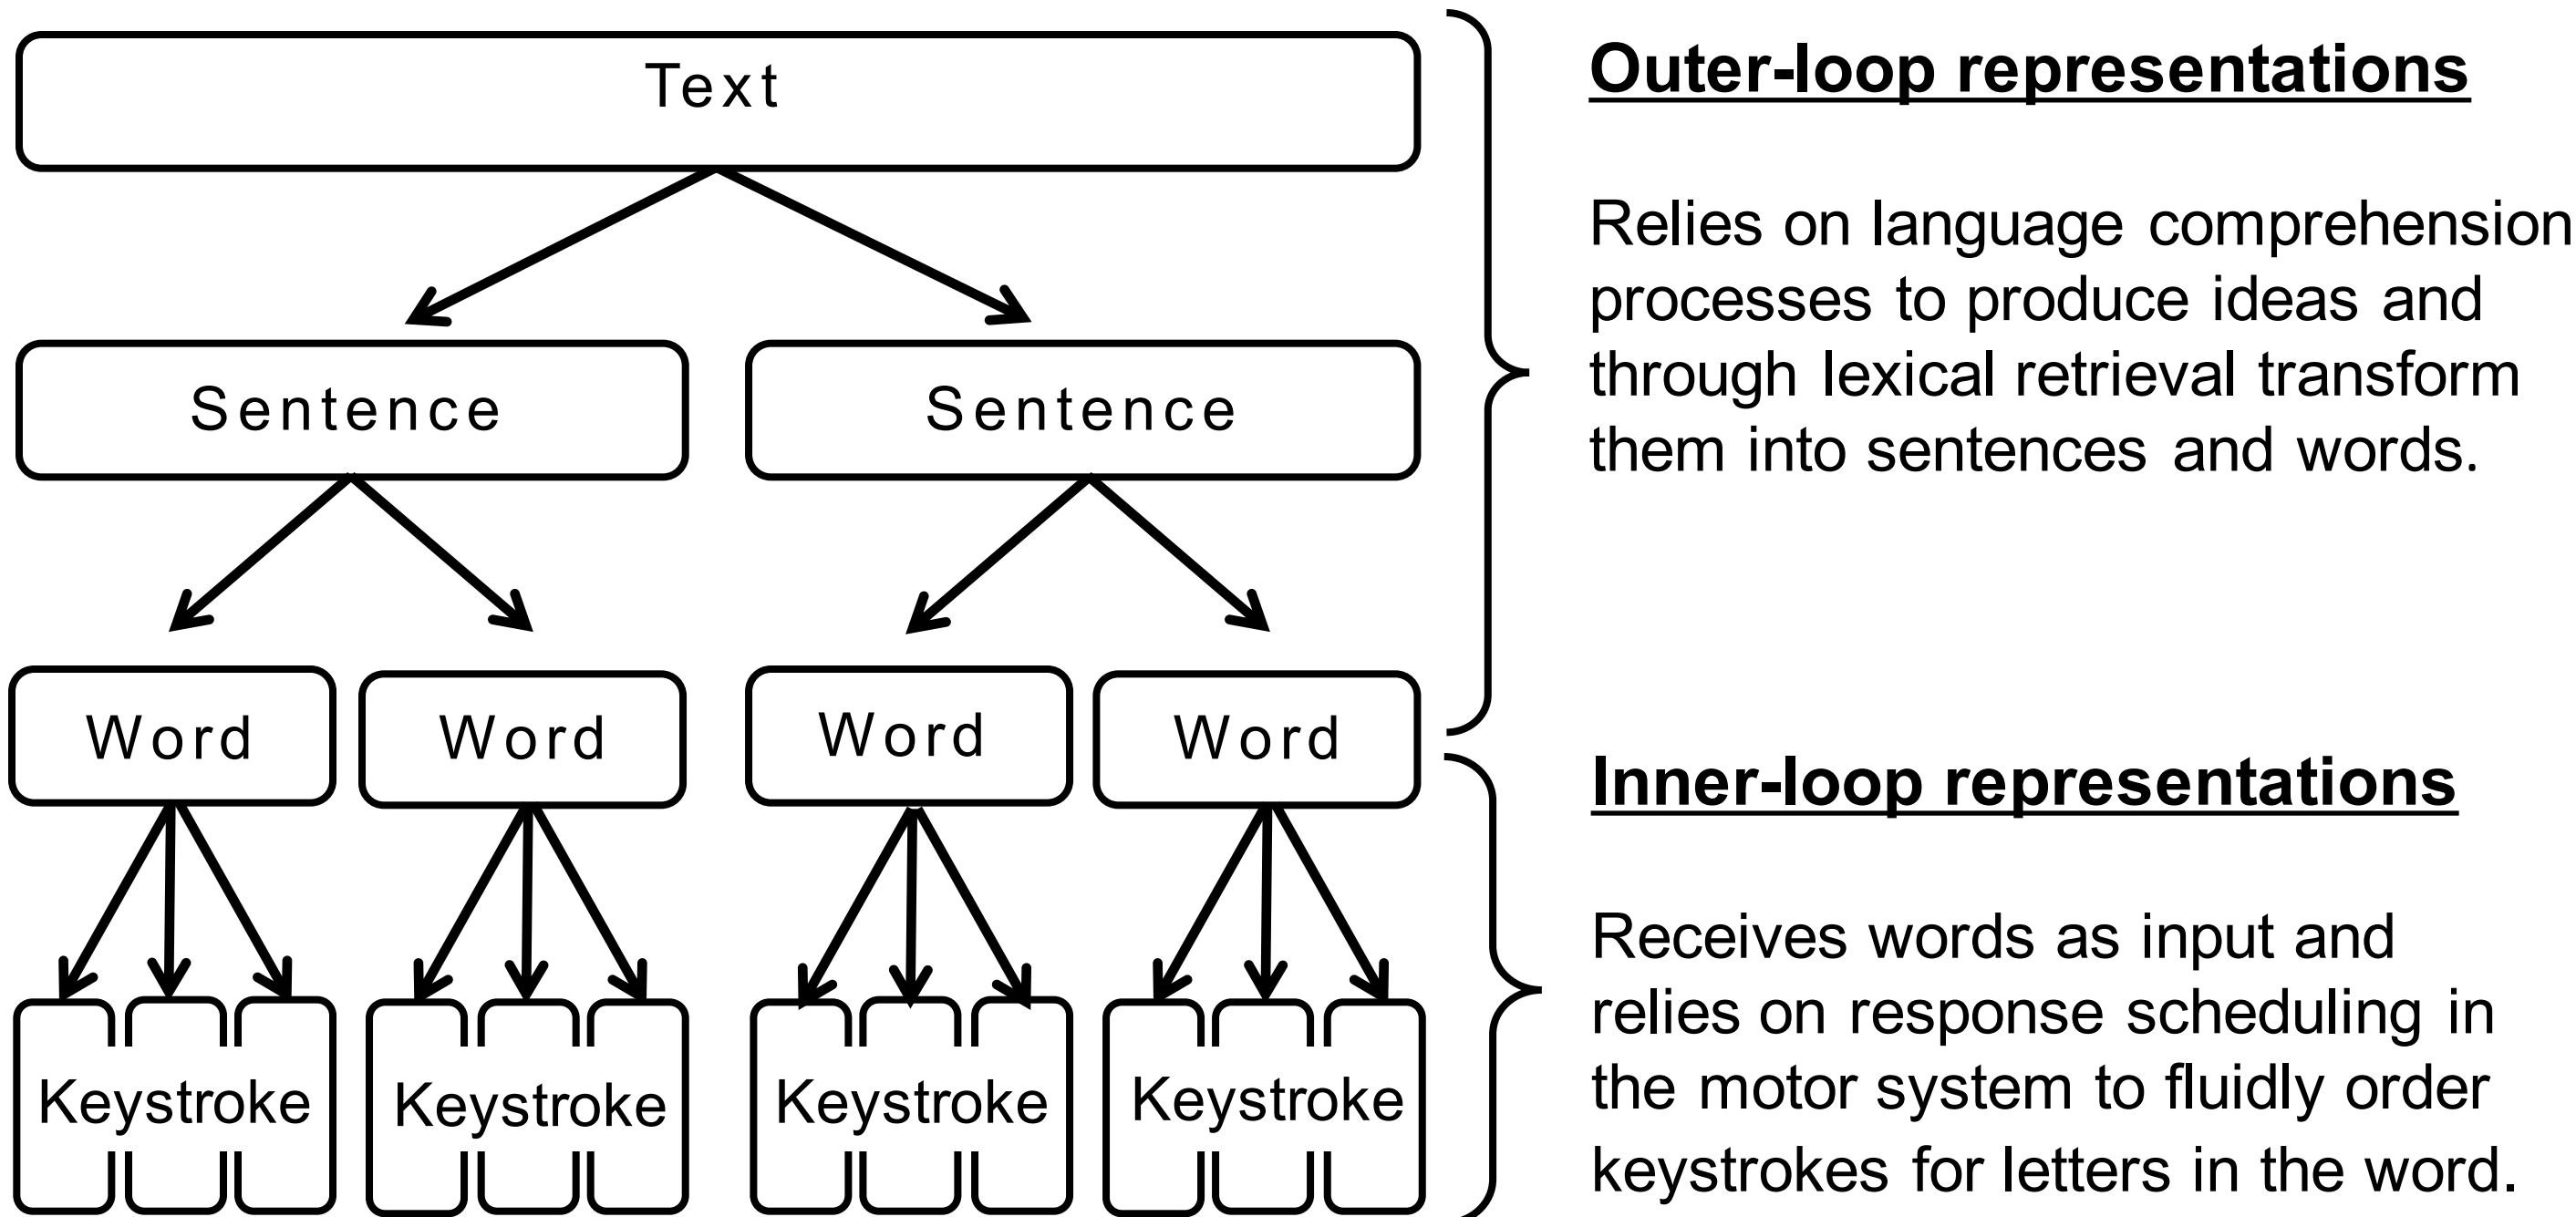 Text
Sentence
Sentence
Word
Word
Word
Word
Keystroke
Keystroke
Keystroke
Keystroke
Outer-loop representations
Relies on language comprehension
processes to produce ideas and
through lexical retrieval transform
them into sentences and words.
Inner-loop representations
Receives words as input and
relies on response scheduling in
the motor system to fluidly order
keystrokes for letters in the word.